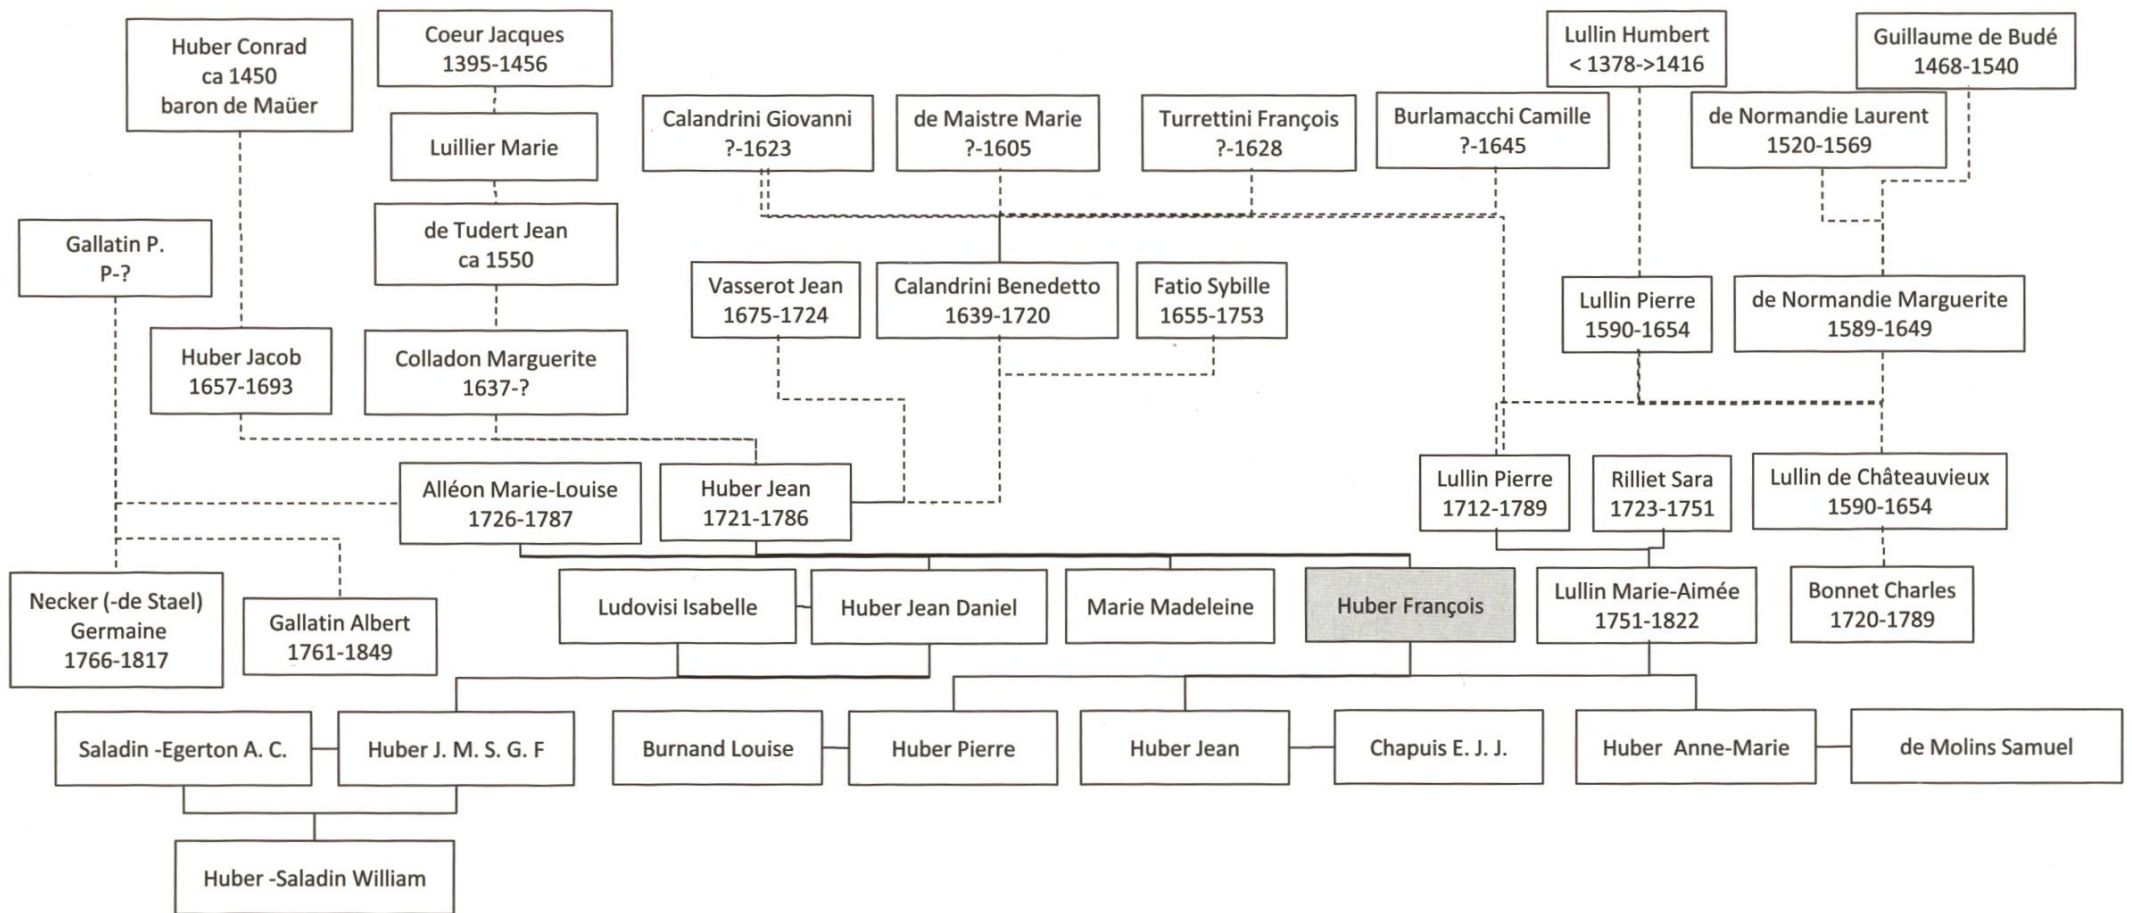 Huber Conrad
ca 1450
baron de Maüer
Coeur Jacques
1395-1456
Lullin Humbert
< 1378->1416
Guillaume de Budé
1468-1540
Luillier Marie
Calandrini Giovanni
?-1623
de Maistre Marie
?-1605
Turrettini François
?-1628
Burlamacchi Camille
?-1645
de Normandie Laurent
1520-1569
Gallatin P.
P-?
de Tudert Jean
ca 1550
Vasserot Jean
1675-1724
Calandrini Benedetto
1639-1720
Fatio Sybille
1655-1753
Lullin Pierre
1590-1654
de Normandie Marguerite
1589-1649
Huber Jacob
1657-1693
Colladon Marguerite
1637-?
Alléon Marie-Louise
1726-1787
Huber Jean
1721-1786
Lullin Pierre
1712-1789
Rilliet Sara
1723-1751
Lullin de Châteauvieux
1590-1654
Necker (-de Stael)
Germaine
1766-1817
Gallatin Albert
1761-1849
Ludovisi Isabelle
Huber Jean Daniel
Marie Madeleine
Huber François
Lullin Marie-Aimée
1751-1822
Bonnet Charles
1720-1789
Saladin -Egerton A. C.
Huber J. M. S. G. F
Burnand Louise
Huber Pierre
Huber Jean
Chapuis E. J. J.
Huber Anne-Marie
de Molins Samuel
Huber -Saladin William